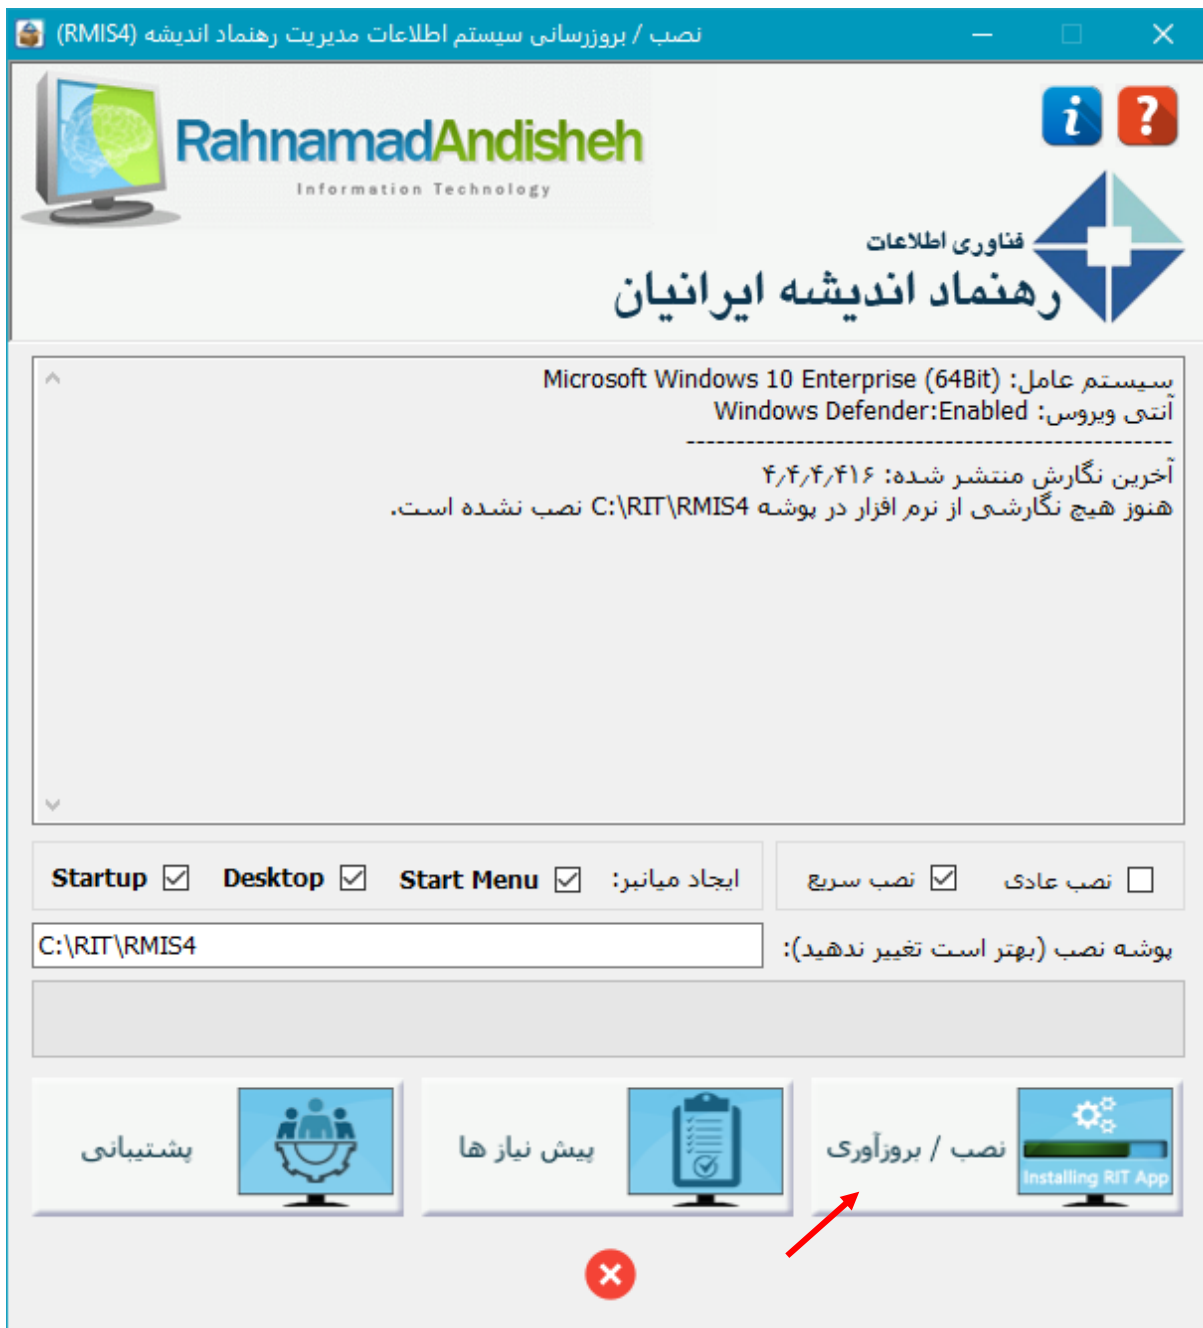 نصب / بروزرسانی سیستم اطلاعات مدیریت رهنماد اندیشه (RMIS4)
RahnamadAndisheh
Information Technology
فناوری اطلاعات
رهنماد اندیشه ایرانیان
سیستم عامل: Microsoft Windows 10 Enterprise (64Bit)
آنتی ویروس: Windows Defender:Enabled
------------------------------------------------
آخرین نگارش منتشر شده: ۴٫۴٫۴٫۴۱۶
هنوز هیچ نگارشی از نرم افزار در پوشه C:\RIT\RMIS4 نصب نشده است.
نصب عادی نصب سریع ایجاد میانبر: Start Menu Desktop Startup
پوشه نصب (بهتر است تغییر ندهید): C:\RIT\RMIS4
نصب / بروزآوری
Installing RIT App
پیش نیاز ها
پشتیبانی